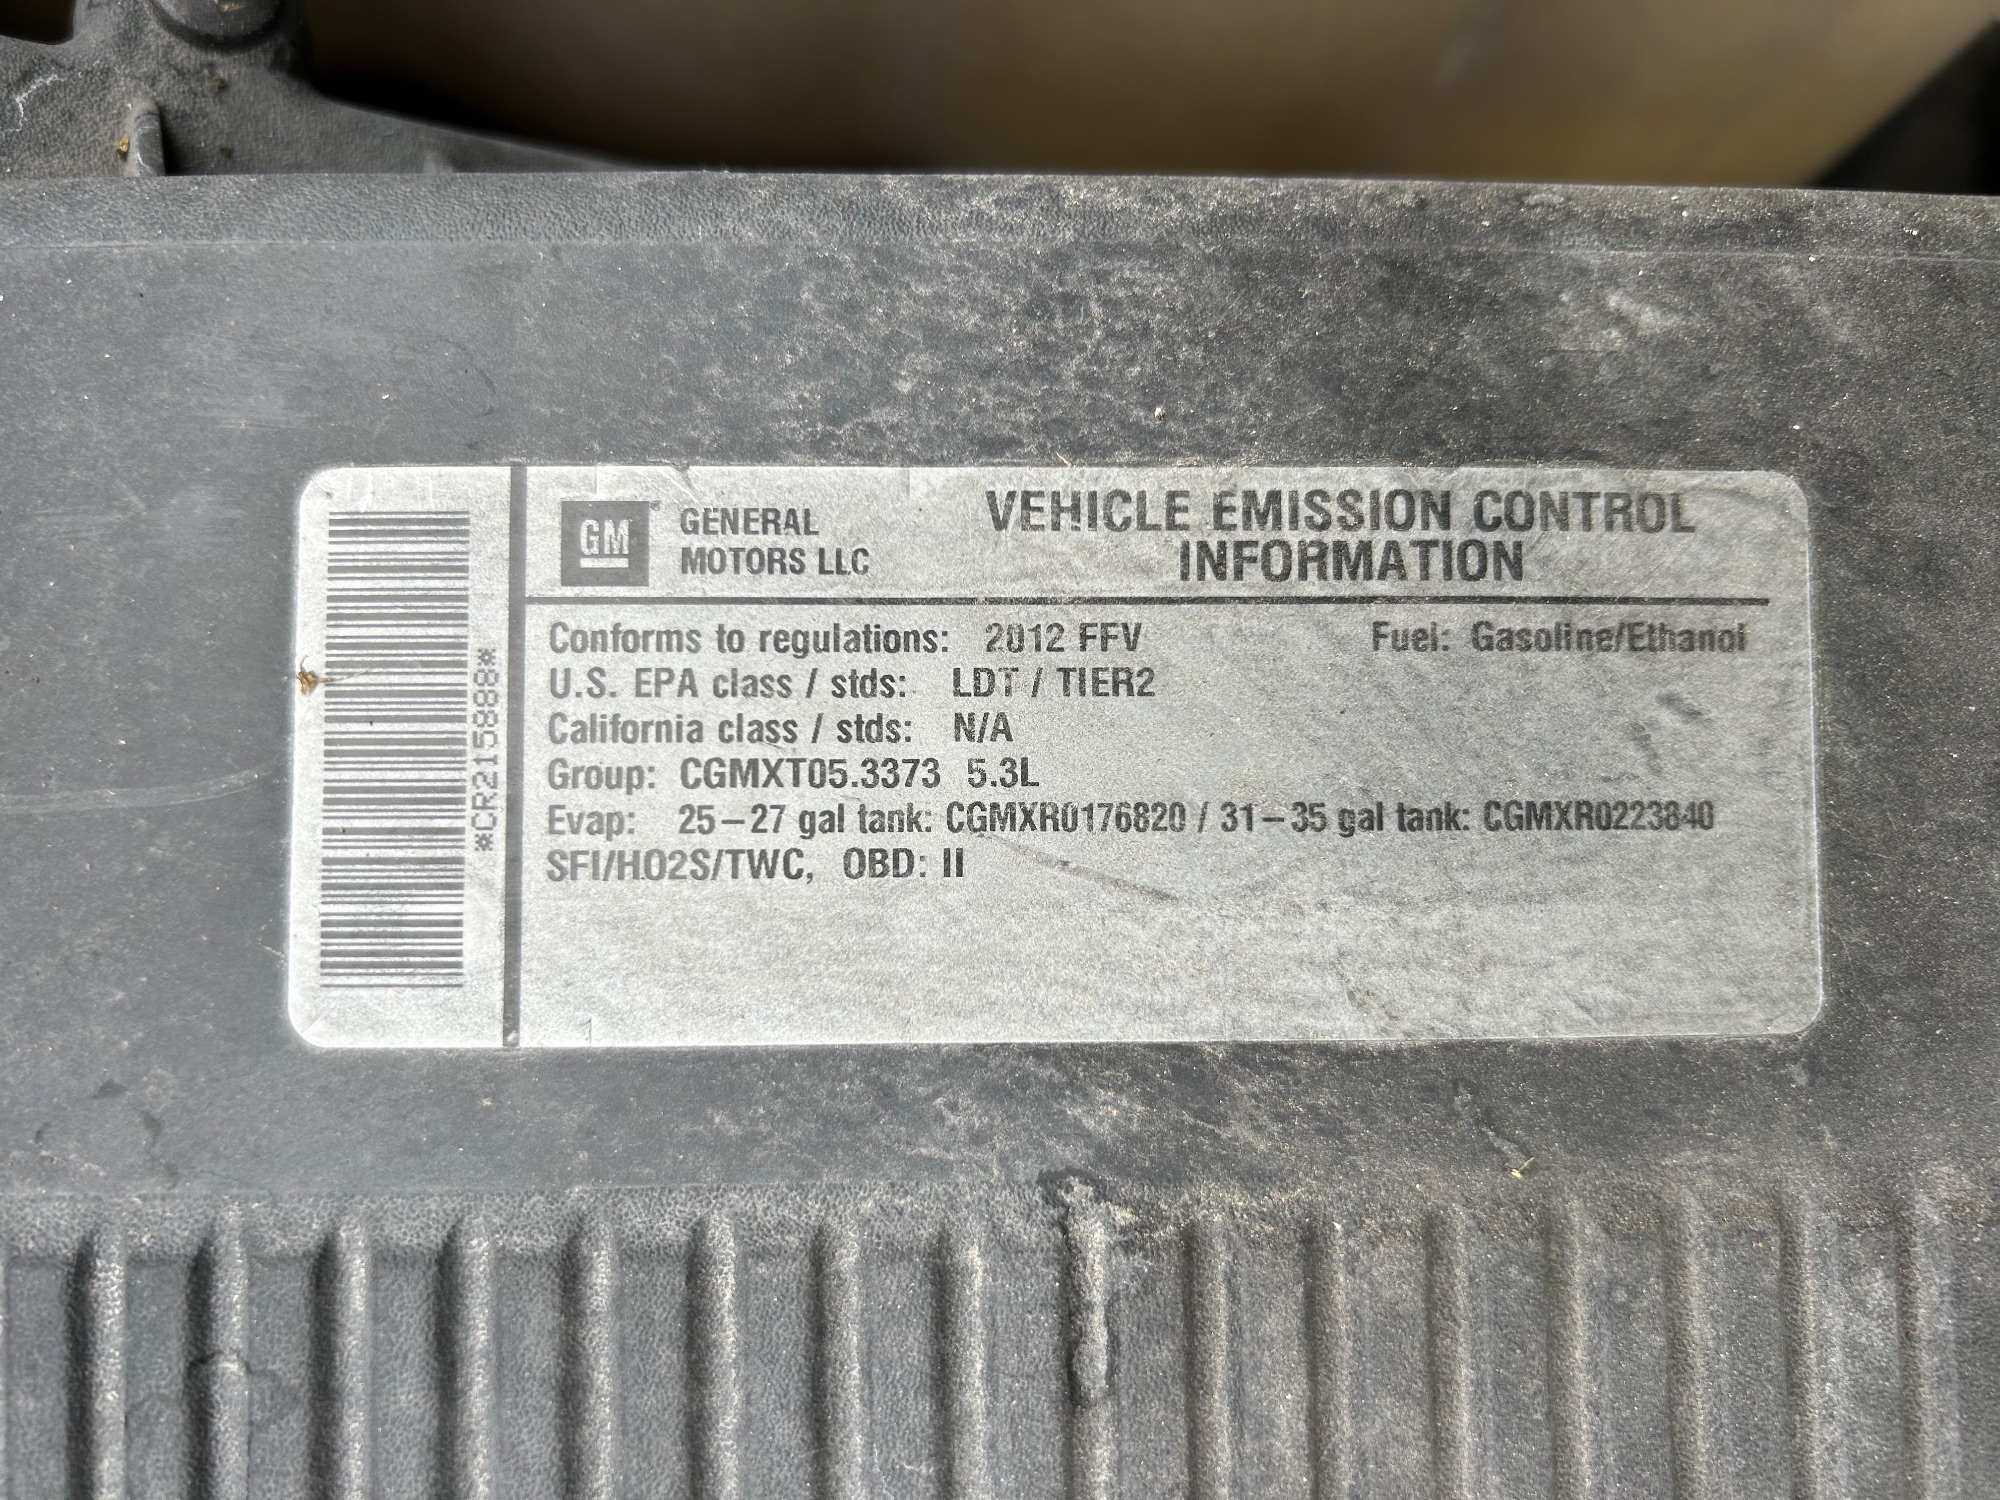 GM® GENERAL
MOTORS LLC
VEHICLE EMISSION CONTROL
INFORMATION
Conforms to regulations: 2012 FFV Fuel: Gasoline/Ethanol
U.S. EPA class / stds: LDT / TIER2
California class / stds: N/A
Group: CGMXT05.3373 5.3L
Evap: 25–27 gal tank: CGMXR0176820 / 31–35 gal tank: CGMXR0223840
SFI/HO2S/TWC, OBD: II
*CR215888*